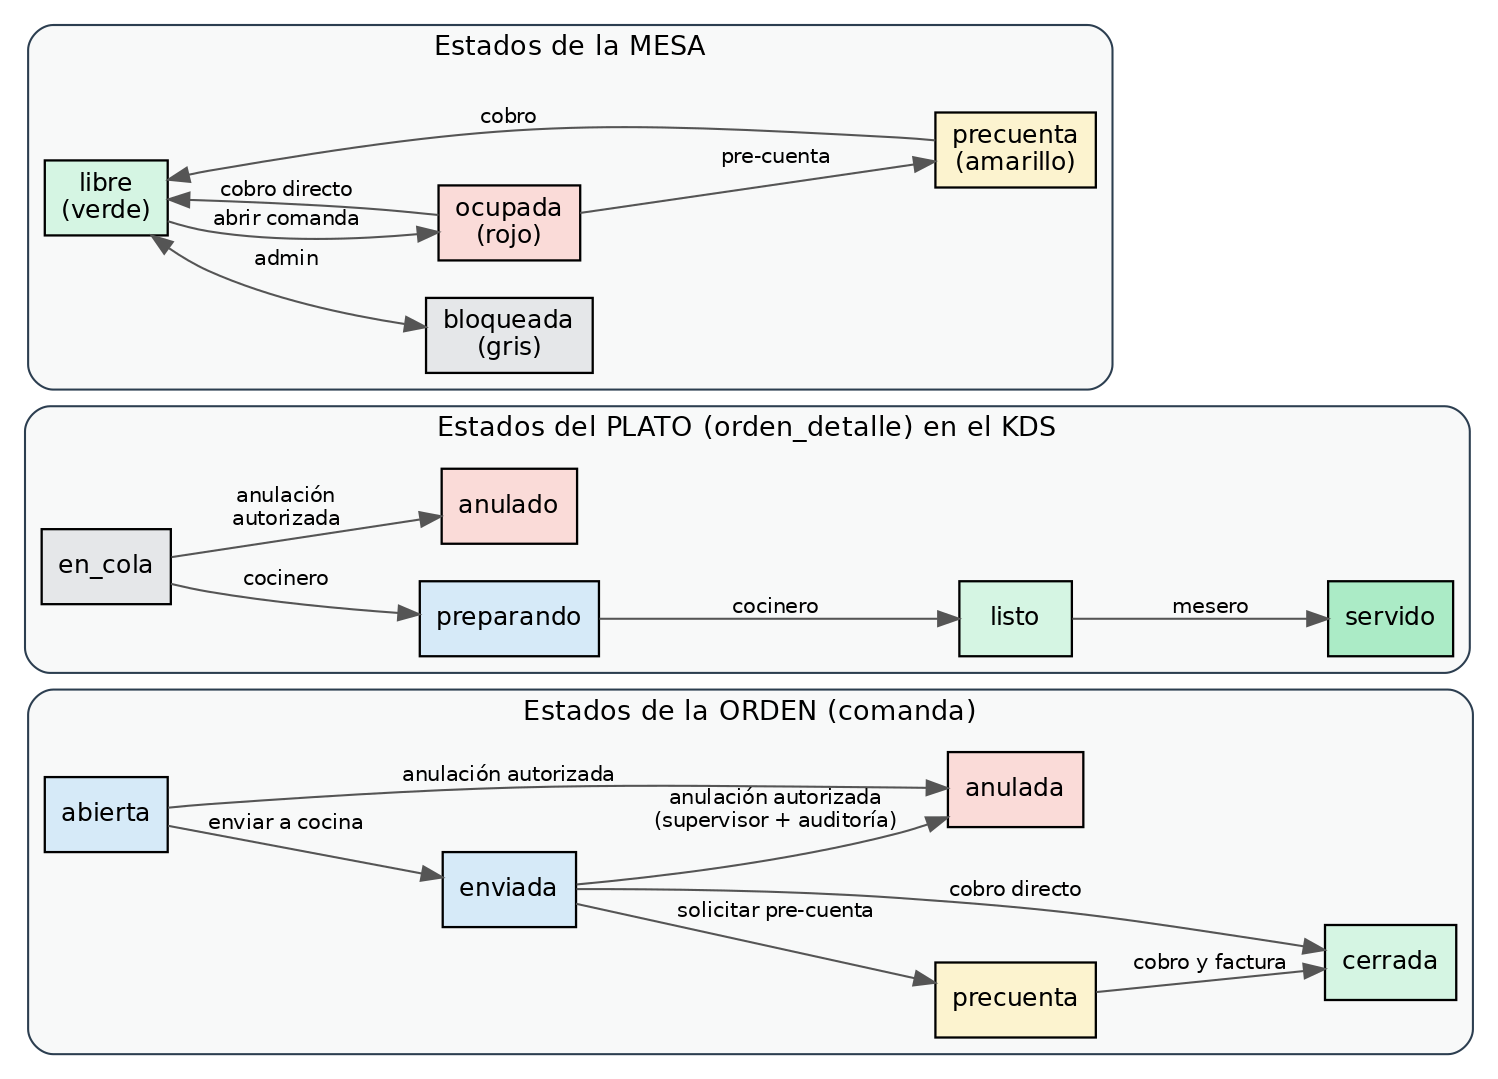 Estados de la MESA
cobro
precuenta
(amarillo)
pre-cuenta
libre
(verde)
cobro directo
abrir comanda
ocupada
(rojo)
admin
bloqueada
(gris)
Estados del PLATO (orden_detalle) en el KDS
anulación
autorizada
anulado
en_cola
cocinero
preparando
cocinero
listo
mesero
servido
Estados de la ORDEN (comanda)
anulación autorizada
anulada
anulación autorizada
(supervisor + auditoría)
abierta
enviar a cocina
enviada
cobro directo
solicitar pre-cuenta
cobro y factura
cerrada
precuenta